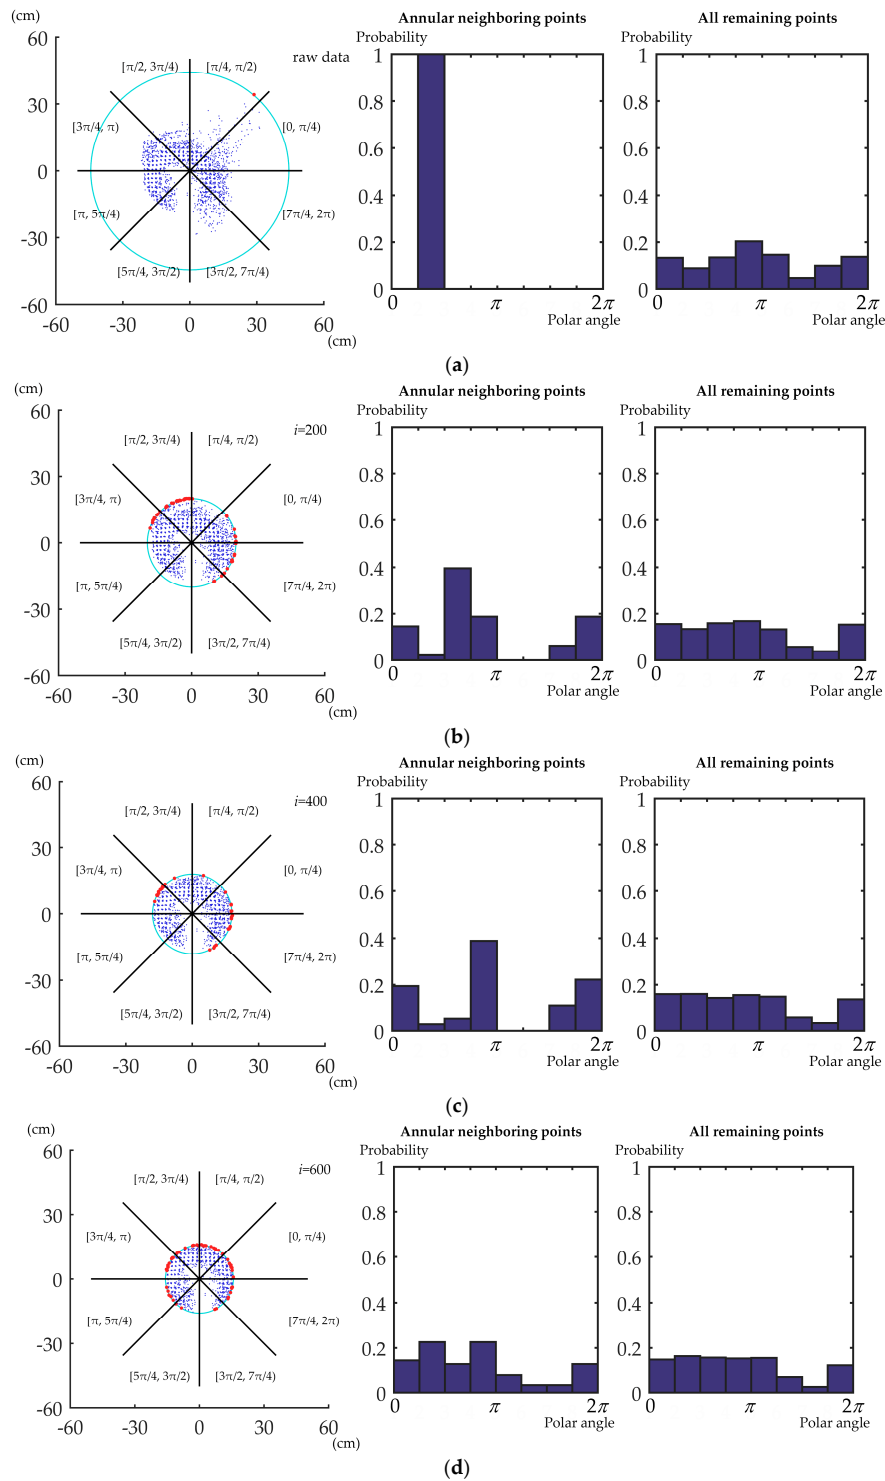 (cm)
60
30
0
-30
-60
-60 -30 0 30 60
(cm)
raw data
[π/2, 3π/4) [π/4, π/2)
[3π/4, π) [0, π/4)
[π, 5π/4) [7π/4, 2π)
[5π/4, 3π/2) [3π/2, 7π/4)
Annular neighboring points
Probability
1
0.8
0.6
0.4
0.2
0
0 π 2π
Polar angle
All remaining points
Probability
1
0.8
0.6
0.4
0.2
0
0 π 2π
Polar angle
(a)
(cm)
60
30
0
-30
-60
-60 -30 0 30 60
(cm)
i=200
[π/2, 3π/4) [π/4, π/2)
[3π/4, π) [0, π/4)
[π, 5π/4) [7π/4, 2π)
[5π/4, 3π/2) [3π/2, 7π/4)
Annular neighboring points
Probability
1
0.8
0.6
0.4
0.2
0
0 π 2π
Polar angle
All remaining points
Probability
1
0.8
0.6
0.4
0.2
0
0 π 2π
Polar angle
(b)
(cm)
60
30
0
-30
-60
-60 -30 0 30 60
(cm)
i=400
[π/2, 3π/4) [π/4, π/2)
[3π/4, π) [0, π/4)
[π, 5π/4) [7π/4, 2π)
[5π/4, 3π/2) [3π/2, 7π/4)
Annular neighboring points
Probability
1
0.8
0.6
0.4
0.2
0
0 π 2π
Polar angle
All remaining points
Probability
1
0.8
0.6
0.4
0.2
0
0 π 2π
Polar angle
(c)
(cm)
60
30
0
-30
-60
-60 -30 0 30 60
(cm)
i=600
[π/2, 3π/4) [π/4, π/2)
[3π/4, π) [0, π/4)
[π, 5π/4) [7π/4, 2π)
[5π/4, 3π/2) [3π/2, 7π/4)
Annular neighboring points
Probability
1
0.8
0.6
0.4
0.2
0
0 π 2π
Polar angle
All remaining points
Probability
1
0.8
0.6
0.4
0.2
0
0 π 2π
Polar angle
(d)